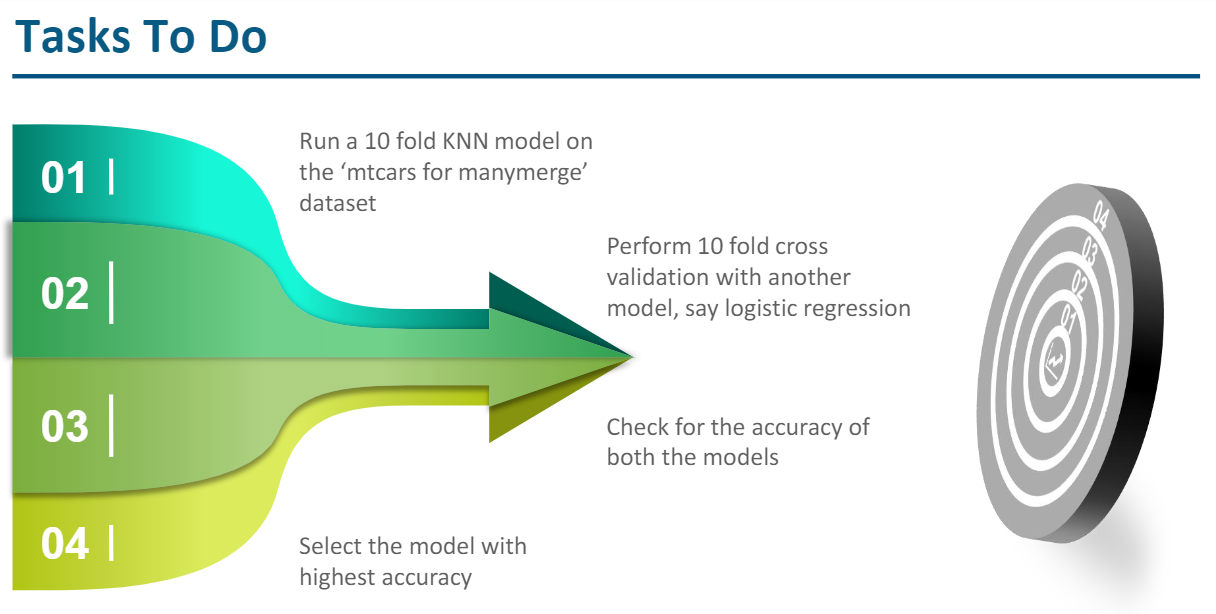 Tasks To Do
01
Run a 10 fold KNN model on
the ‘mtcars for manymerge’
dataset
02
Perform 10 fold cross
validation with another
model, say logistic regression
03
Check for the accuracy of
both the models
04
Select the model with
highest accuracy
04
03
02
01